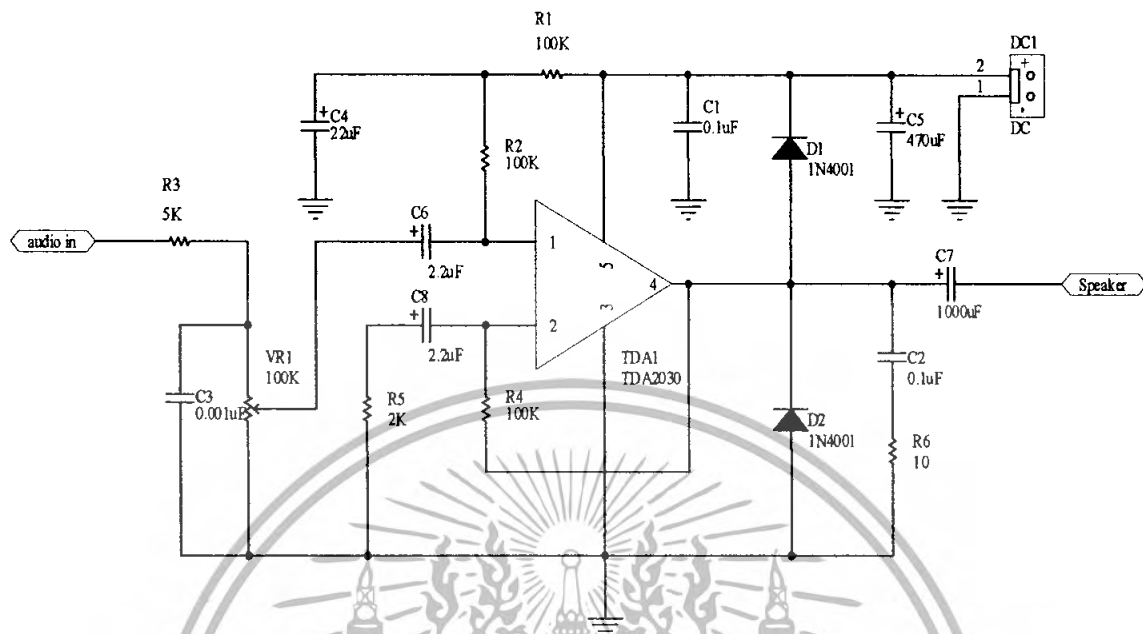 R1
100K
DC1
2
+
1
-
DC
C4
+
22uF
C1
0.1uF
C5
+
470uF
R2
100K
D1
1N4001
R3
5K
audio in
C6
+
2.2uF
1
5
4
C7
+
1000uF
Speaker
C8
+
2.2uF
2
3
VR1
100K
TDA1
TDA2030
C2
0.1uF
C3
0.001uF
R5
2K
R4
100K
D2
1N4001
R6
10